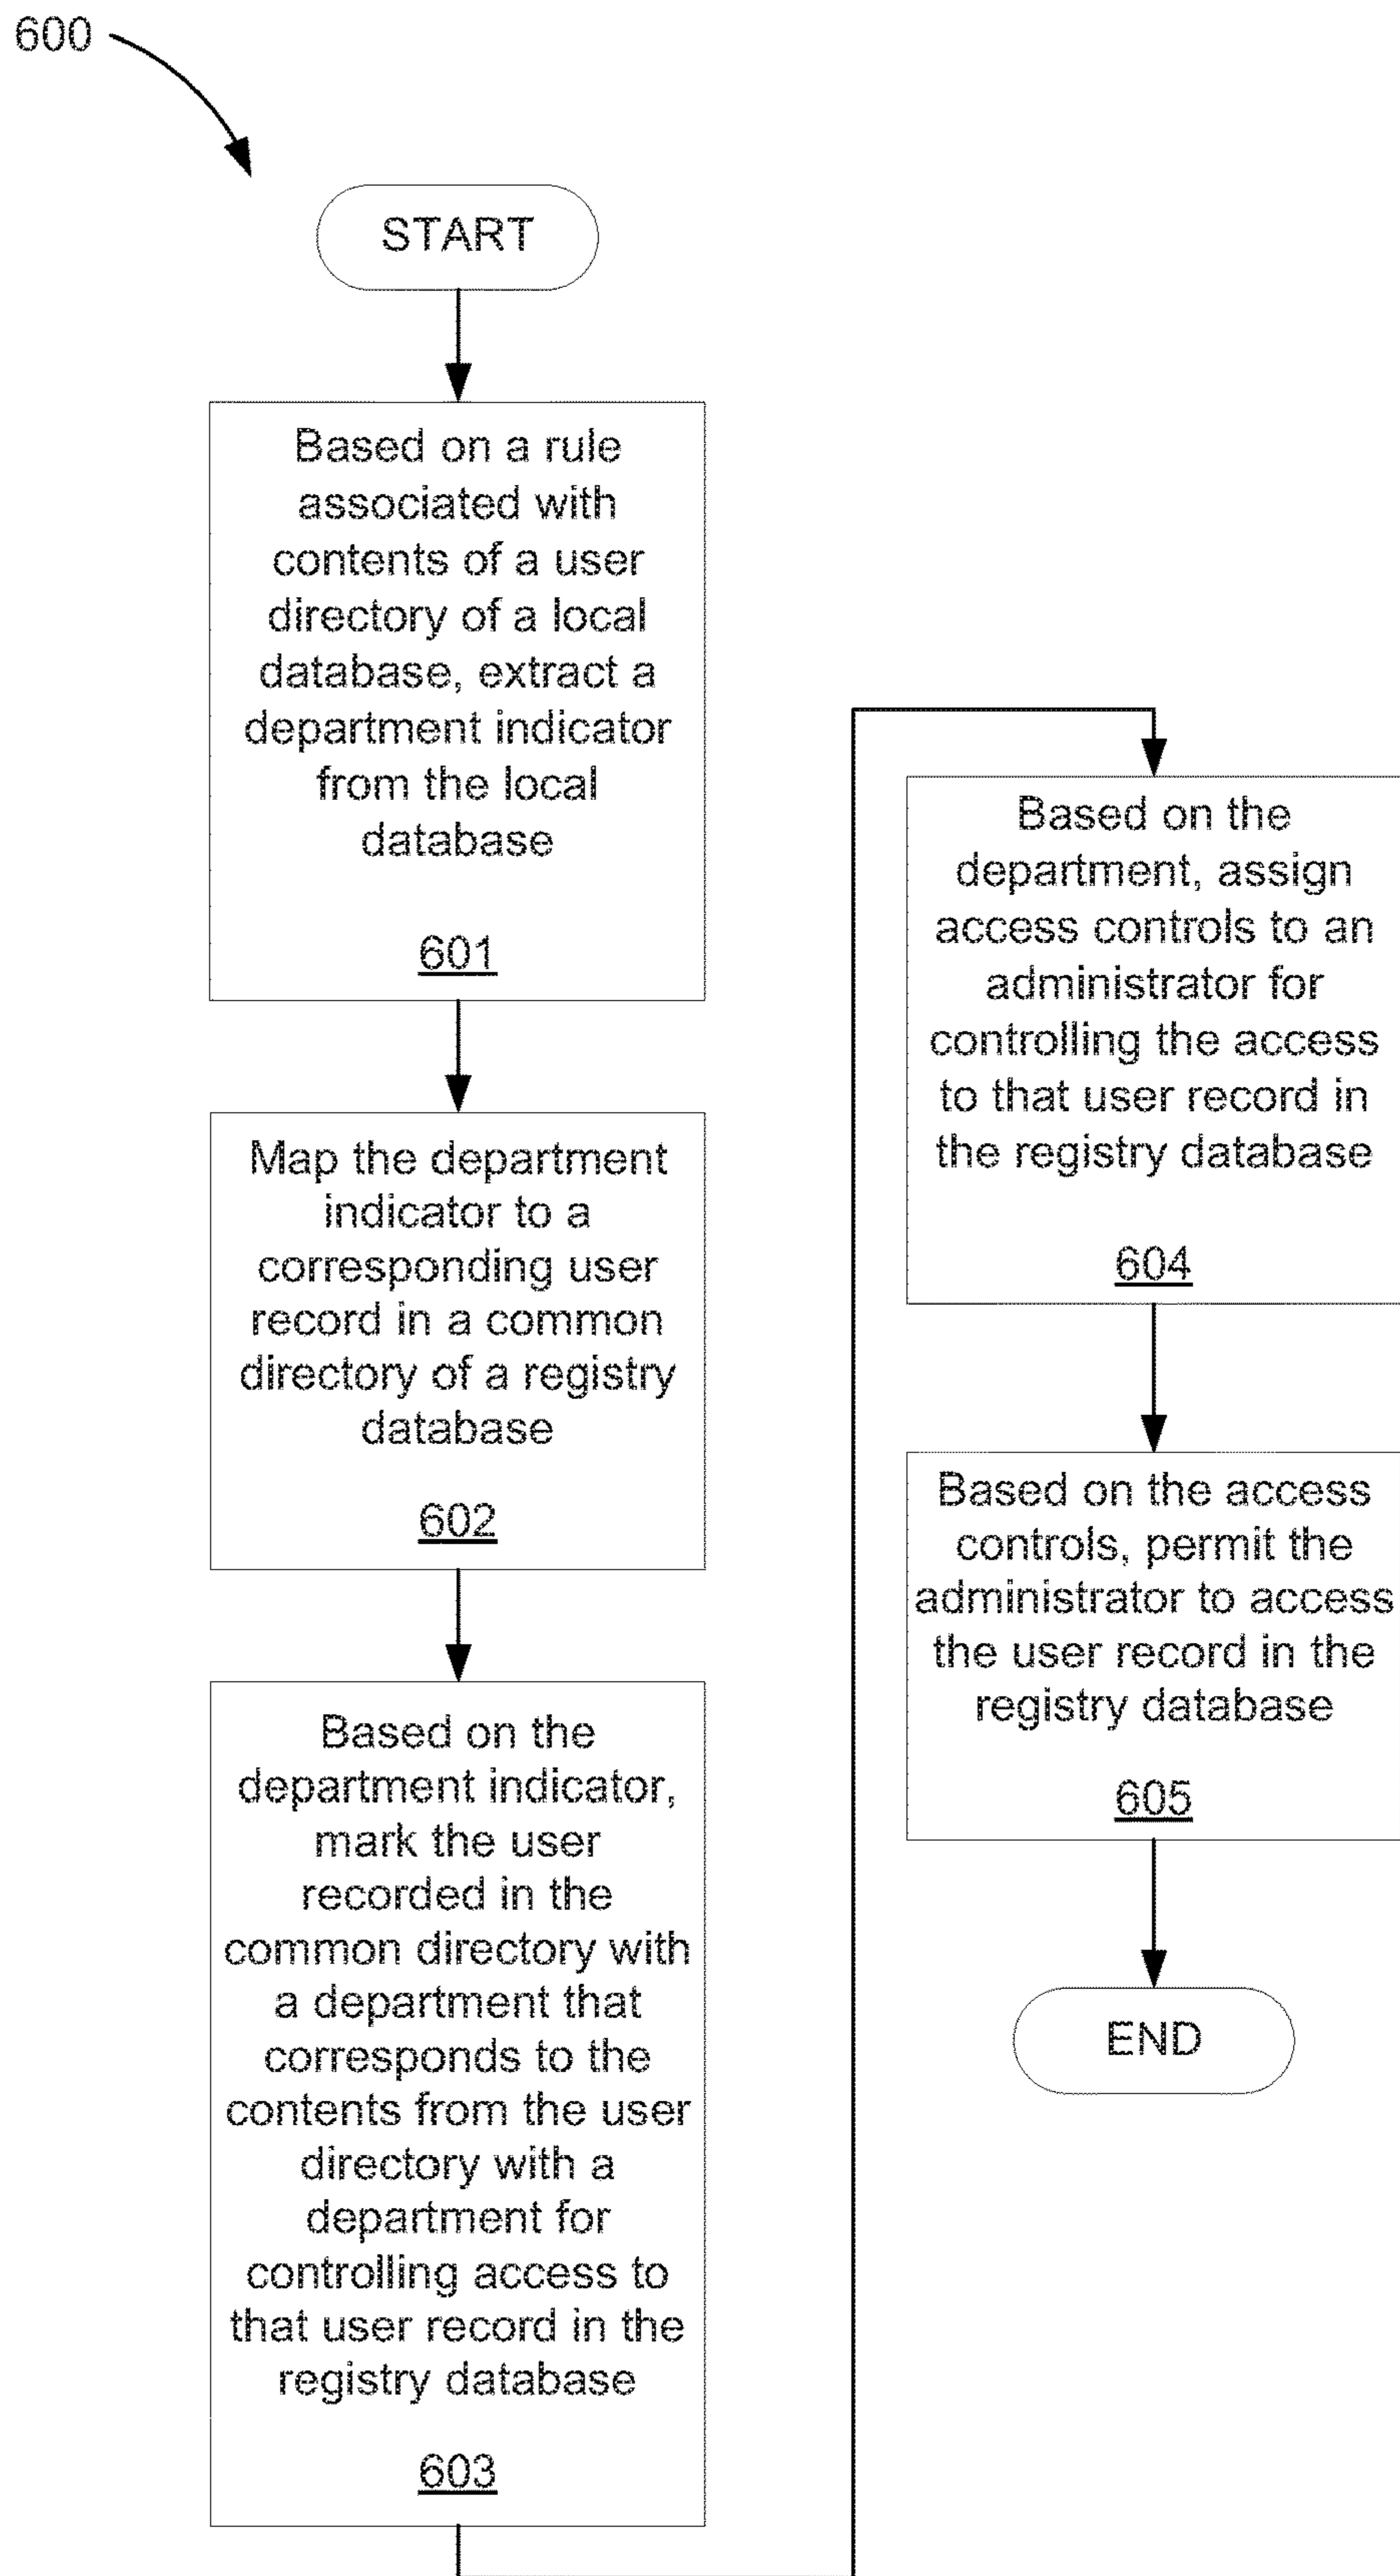 600
START
Based on a rule
associated with
contents of a user
directory of a local
database, extract a
department indicator
from the local
database
601
Map the department
indicator to a
corresponding user
record in a common
directory of a registry
database
602
Based on the
department indicator,
mark the user
recorded in the
common directory with
a department that
corresponds to the
contents from the user
directory with a
department for
controlling access to
that user record in the
registry database
603
Based on the
department, assign
access controls to an
administrator for
controlling the access
to that user record in
the registry database
604
Based on the access
controls, permit the
administrator to access
the user record in the
registry database
605
END